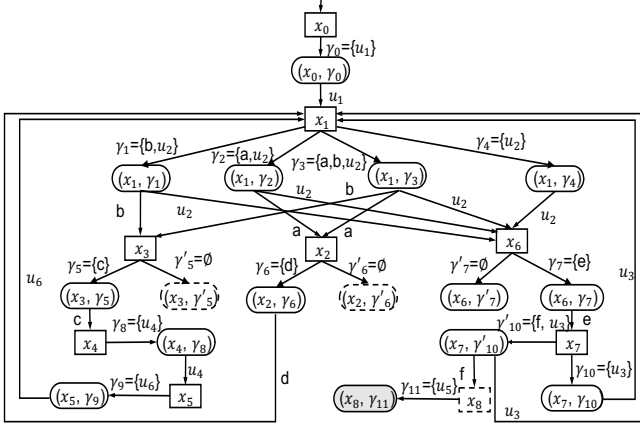 x₀
γ₀={u₁}
(x₀, γ₀)
u₁
x₁
γ₁={b,u₂}
γ₂={a,u₂}
γ₃={a,b,u₂}
γ₄={u₂}
(x₁, γ₁)
(x₁, γ₂)
(x₁, γ₃)
(x₁, γ₄)
b
u₂
u₂
b
a
a
u₂
u₂
x₃
x₂
x₆
u₆
γ₅={c}
γ'₅=∅
γ₆={d}
γ'₆=∅
γ'₇=∅
γ₇={e}
u₃
(x₃, γ₅)
(x₃, γ'₅)
(x₂, γ₆)
(x₂, γ'₆)
(x₆, γ'₇)
(x₆, γ₇)
c
γ₈={u₄}
γ'₁₀={f, u₃}
e
x₄
(x₄, γ₈)
(x₇, γ'₁₀)
x₇
u₄
d
f
γ₁₀={u₃}
γ₉={u₆}
γ₁₁={u₅}
(x₅, γ₉)
x₅
(x₈, γ₁₁)
x₈
(x₇, γ₁₀)
u₃